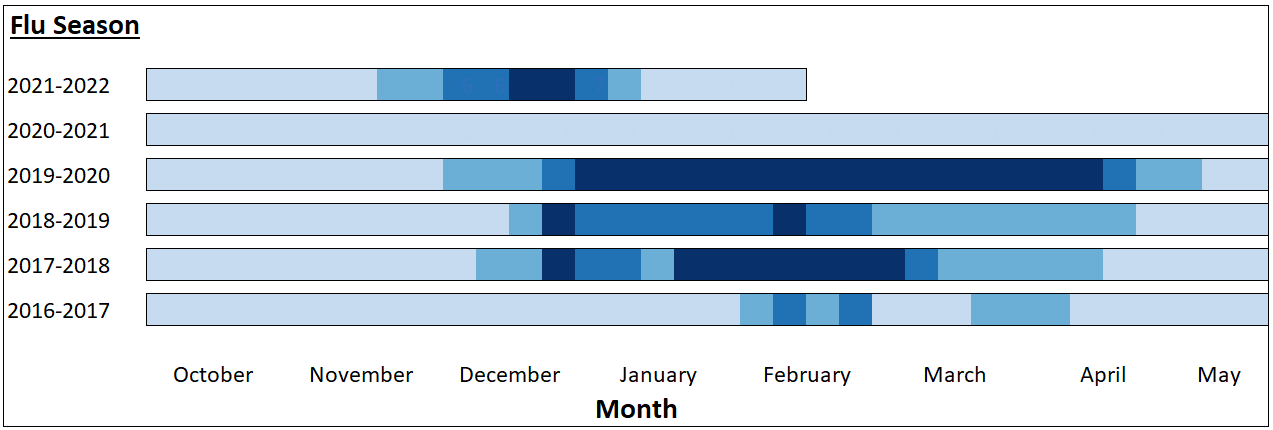 Flu Season
2021-2022
2020-2021
2019-2020
2018-2019
2017-2018
2016-2017
October November December January February March April May
Month